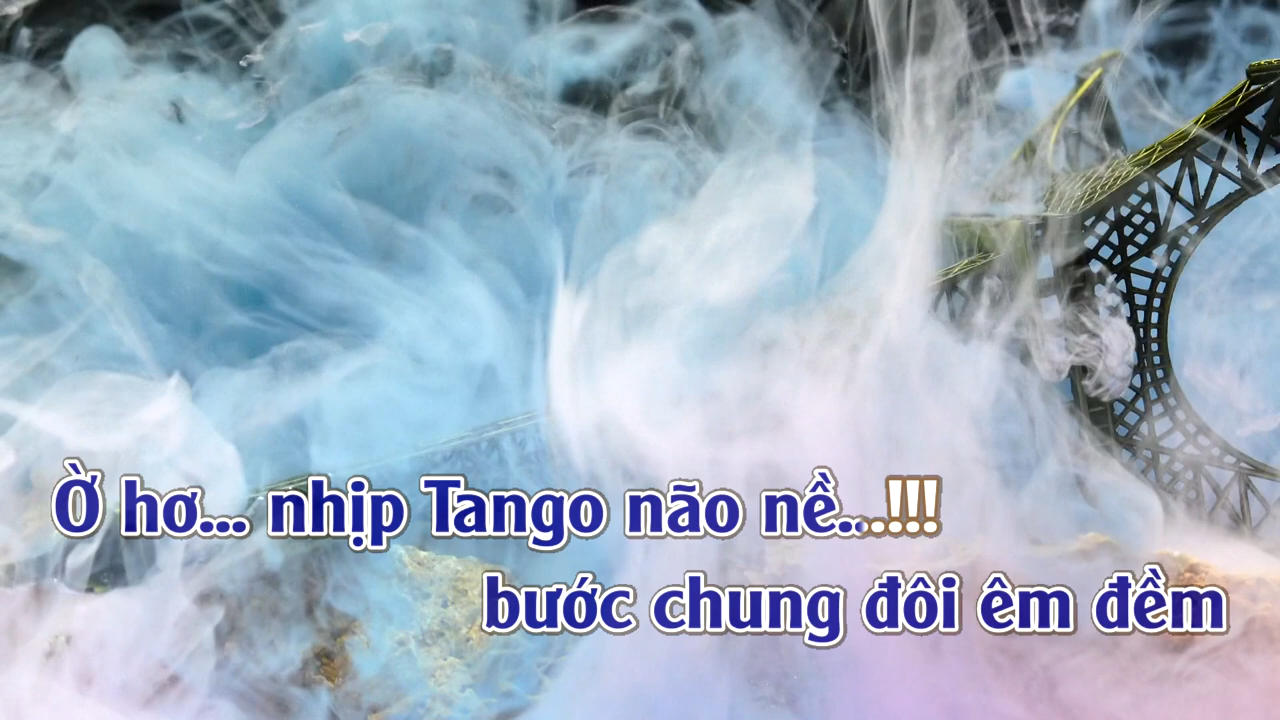 Ờ hơ... nhịp Tango não nề...!!!
bước chung đôi êm đềm